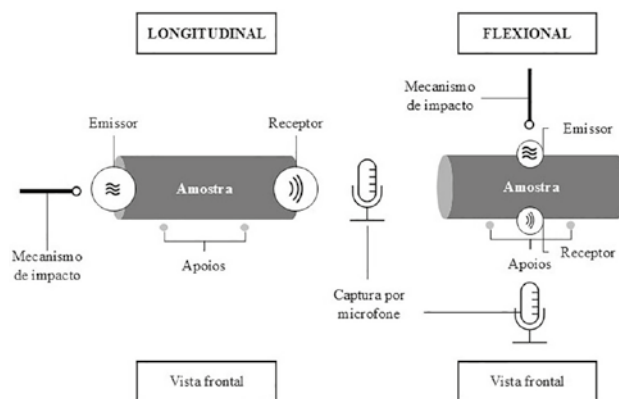 LONGITUDINAL
Emissor
Receptor
Amostra
Mecanismo
de impacto
Apoios
Captura por
microfone
Vista frontal
FLEXIONAL
Mecanismo
de impacto
Emissor
Amostra
Apoios
Receptor
Vista frontal